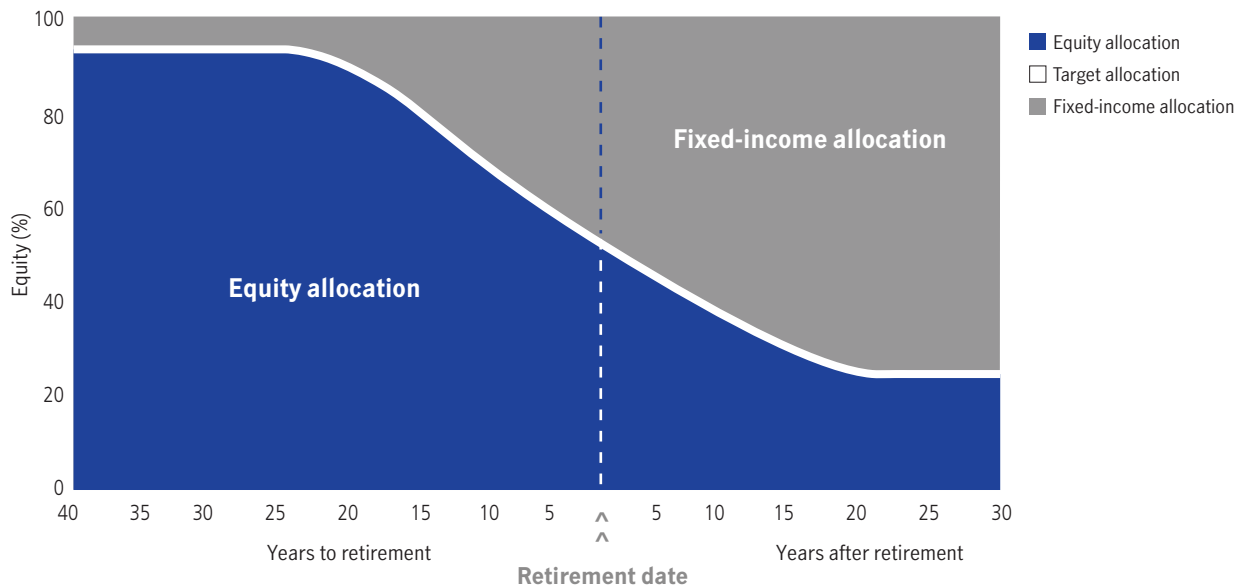 100
80
60
40
20
0
Equity (%)
Equity allocation
Fixed-income allocation
Equity allocation
Target allocation
Fixed-income allocation
40 35 30 25 20 15 10 5 ^ 5 10 15 20 25 30
^
Years to retirement
Years after retirement
Retirement date